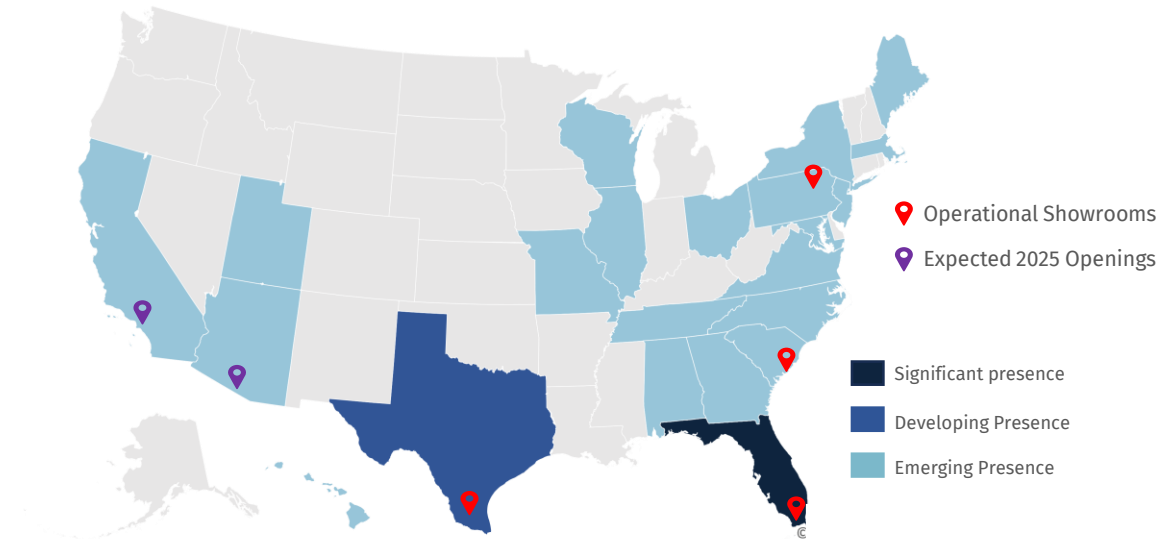 Operational Showrooms
Expected 2025 Openings
Significant presence
Developing Presence
Emerging Presence
©